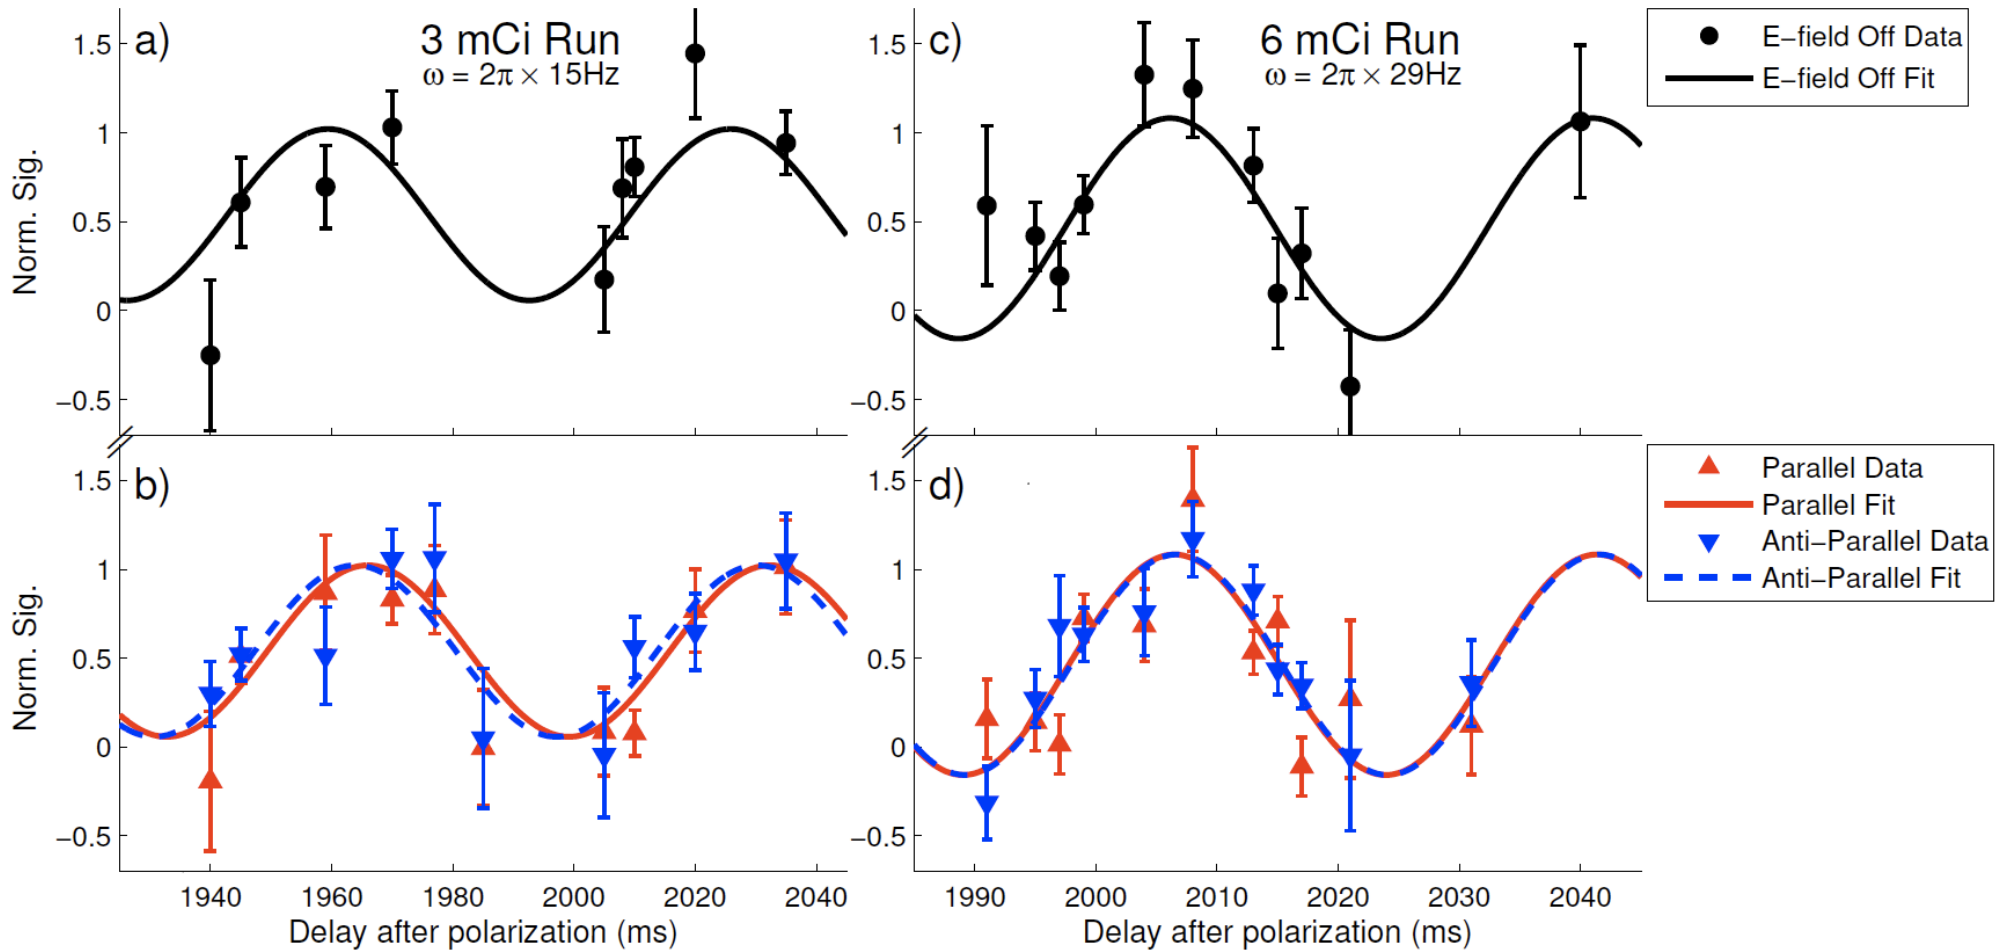 a)
3 mCi Run
ω = 2π × 15Hz
1.5
1
0.5
0
−0.5
Norm. Sig.
c)
6 mCi Run
ω = 2π × 29Hz
1.5
1
0.5
0
−0.5
E−field Off Data
E−field Off Fit
b)
1.5
1
0.5
0
−0.5
Norm. Sig.
1940 1960 1980 2000 2020 2040
Delay after polarization (ms)
d)
1.5
1
0.5
0
−0.5
1990 2000 2010 2020 2030 2040
Delay after polarization (ms)
Parallel Data
Parallel Fit
Anti−Parallel Data
Anti−Parallel Fit